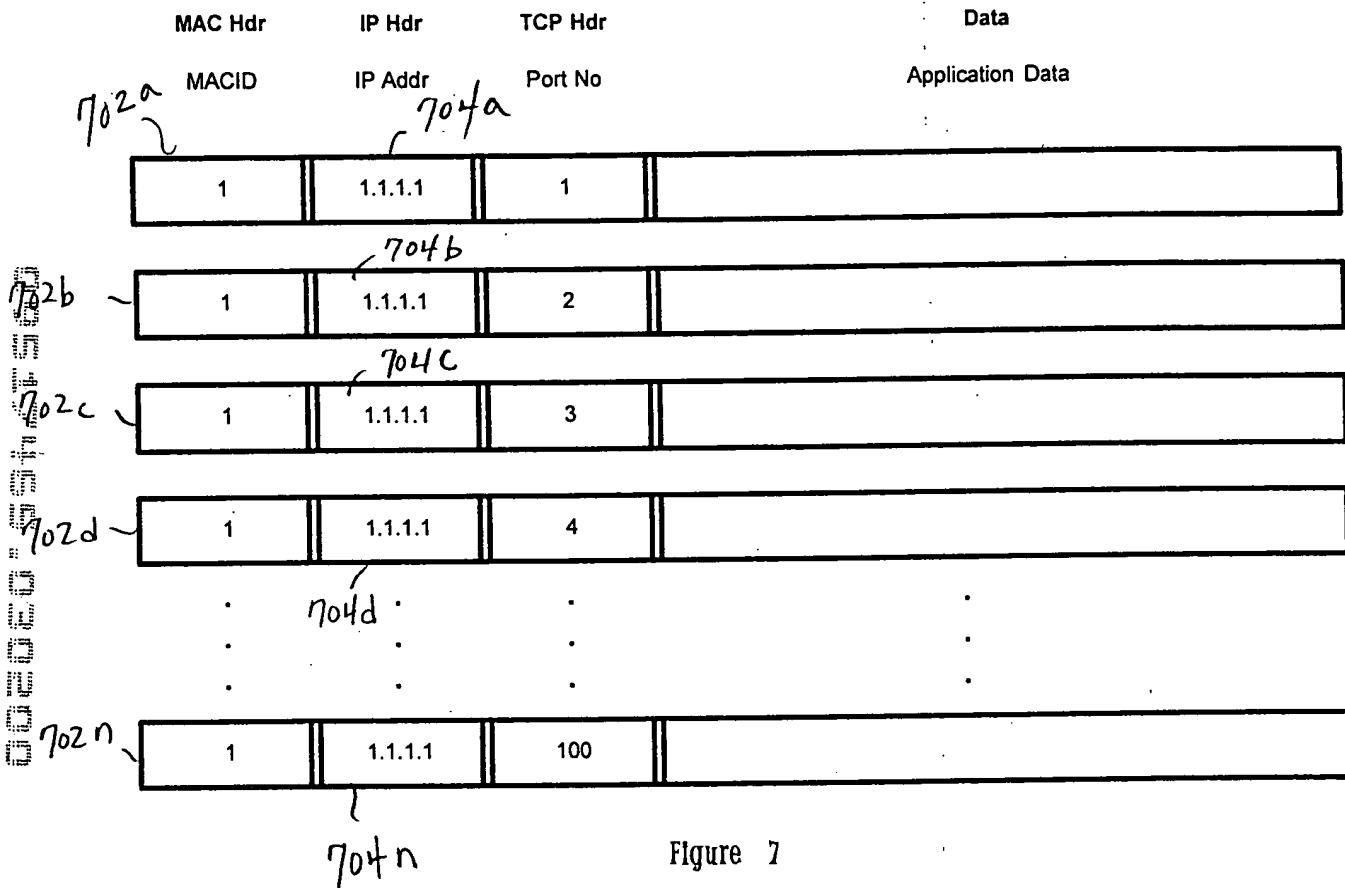 MAC Hdr IP Hdr TCP Hdr Data
MACID IP Addr Port No Application Data
702a 704a
1 1.1.1.1 1
704b
702b 1 1.1.1.1 2
704c
702c 1 1.1.1.1 3
702d 1 1.1.1.1 4
704d
702n 1 1.1.1.1 100
704n
Figure 7